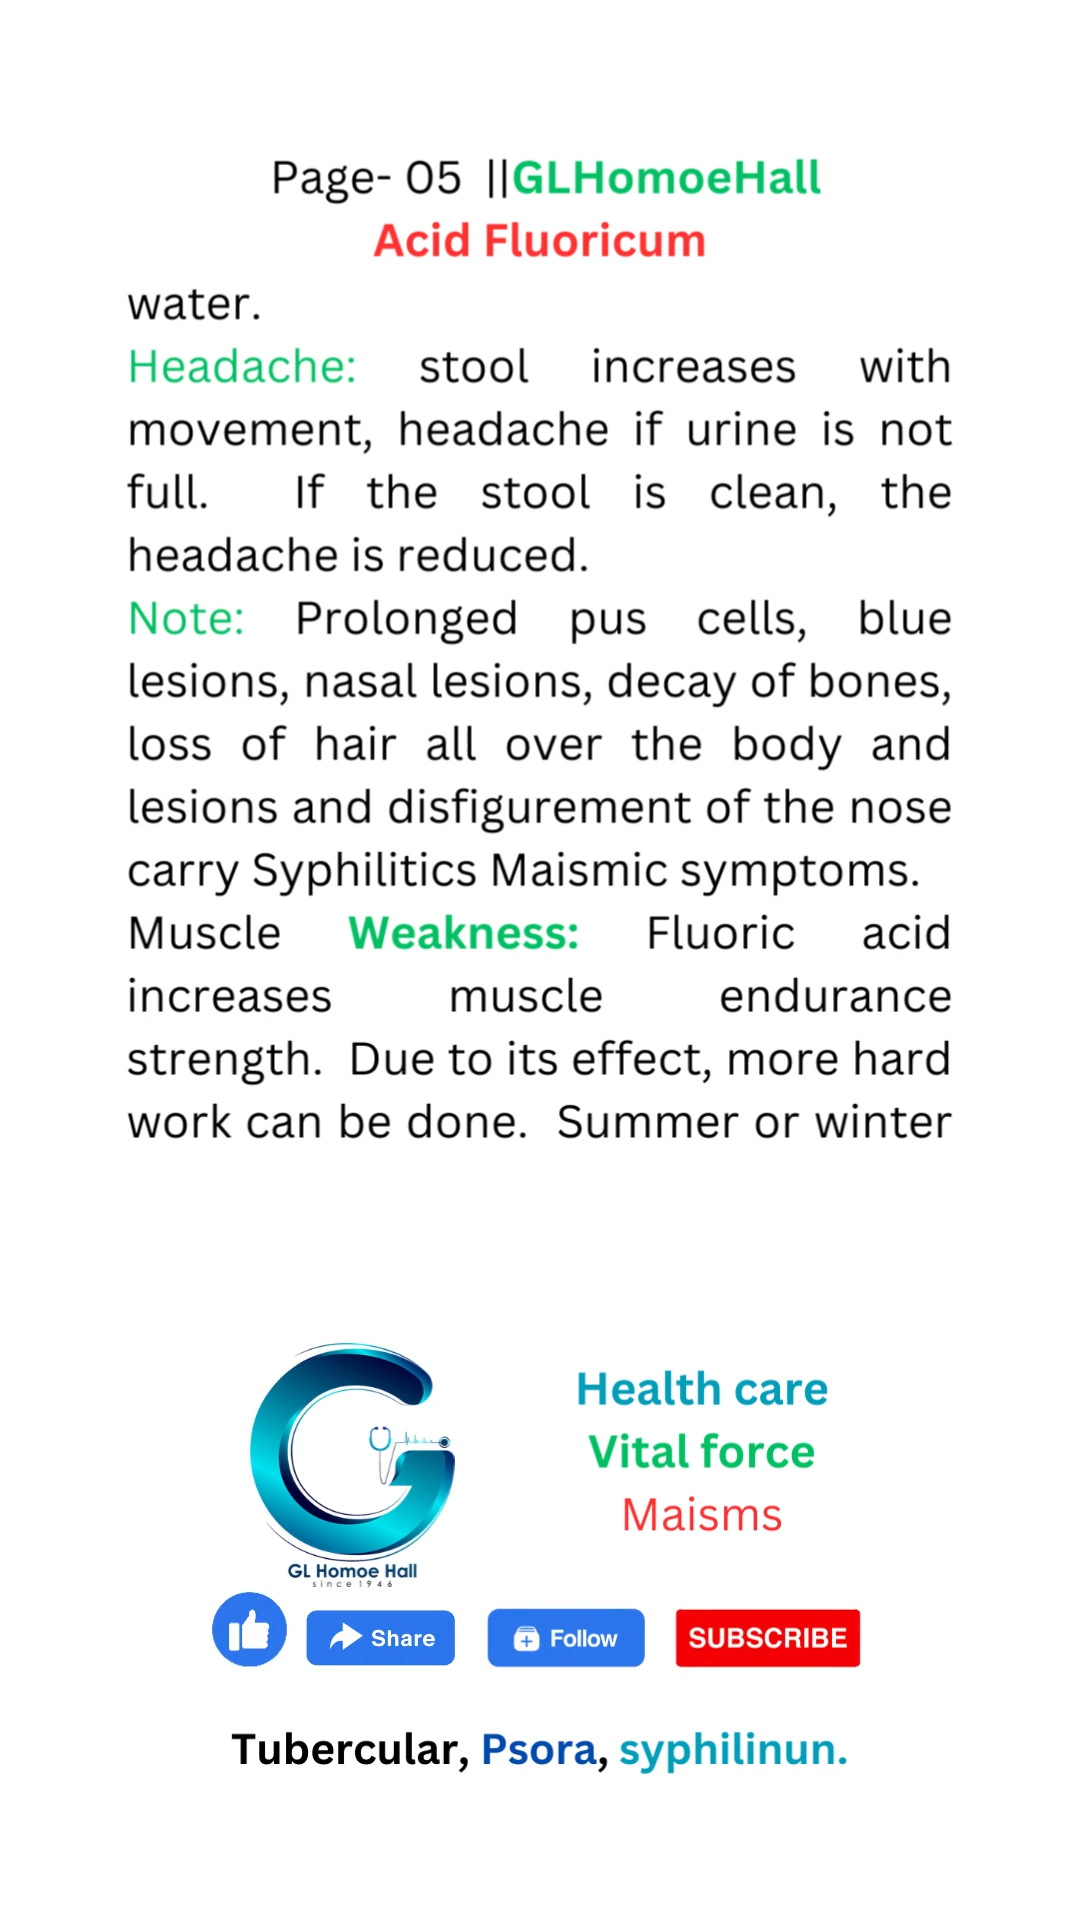 Page- 05 ||GLHomoeHall
Acid Fluoricum
water.
Headache: stool increases with
movement, headache if urine is not
full. If the stool is clean, the
headache is reduced.
Note: Prolonged pus cells, blue
lesions, nasal lesions, decay of bones,
loss of hair all over the body and
lesions and disfigurement of the nose
carry Syphilitics Maismic symptoms.
Muscle Weakness: Fluoric acid
increases muscle endurance
strength. Due to its effect, more hard
work can be done. Summer or winter
Health care
Vital force
Maisms
GL Homoe Hall
since 1946
Share
Follow
SUBSCRIBE
Tubercular, Psora, syphilinun.